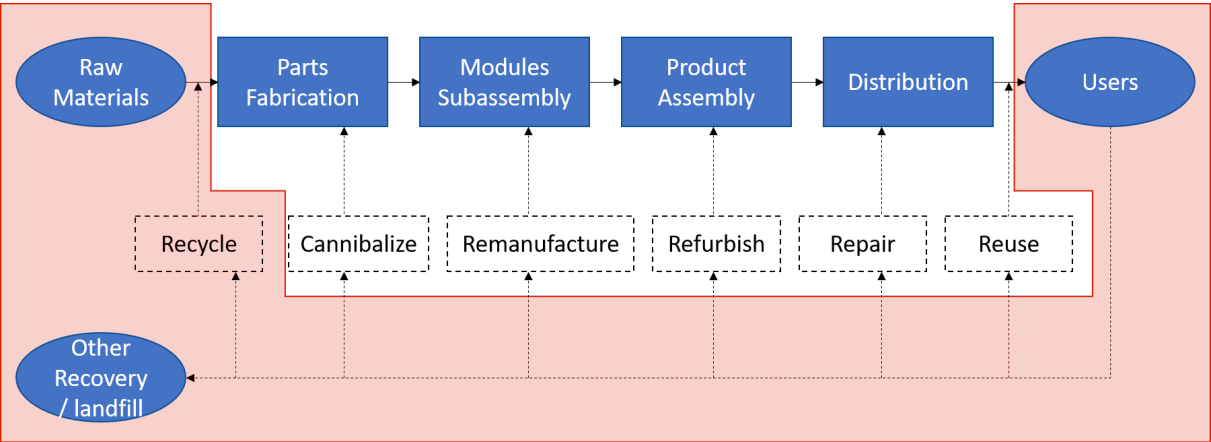 Raw
Materials
Parts
Fabrication
Modules
Subassembly
Product
Assembly
Distribution
Users
Recycle
Cannibalize
Remanufacture
Refurbish
Repair
Reuse
Other
Recovery
/ landfill